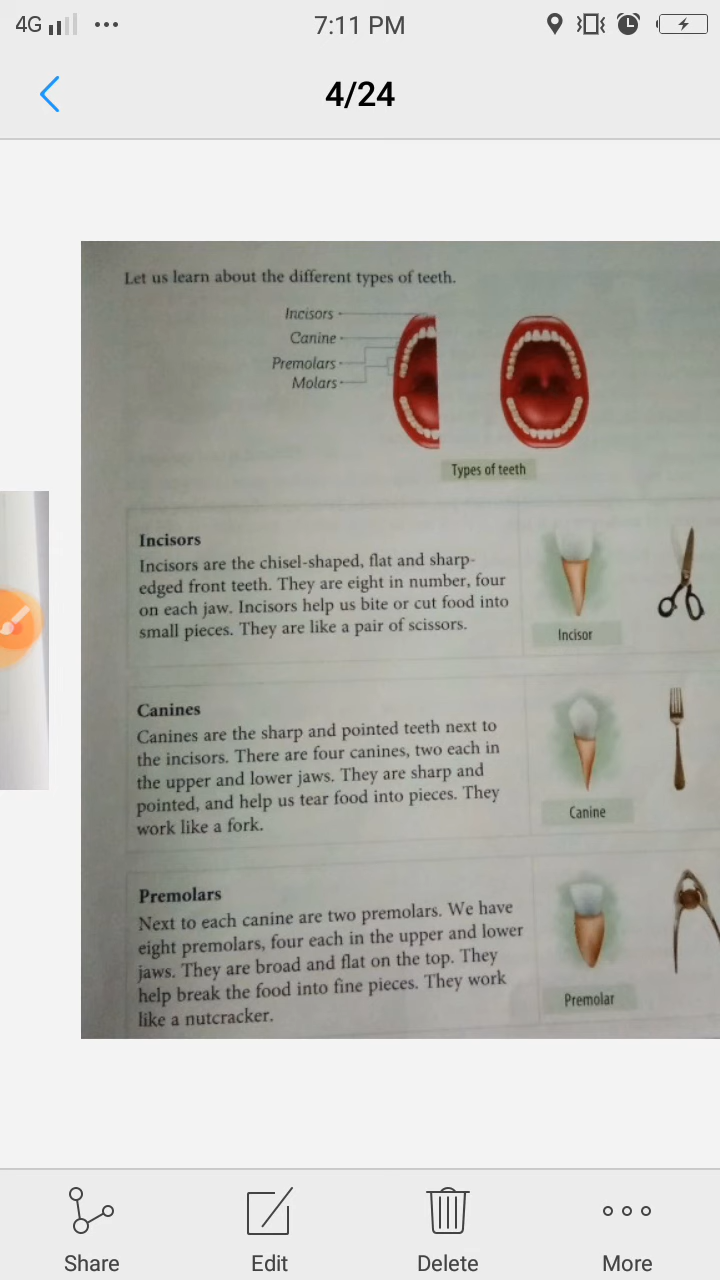 4G 7:11 PM
4/24
Let us learn about the different types of teeth.
Incisors
Canine
Premolars
Molars
Types of teeth
Incisors
Incisors are the chisel-shaped, flat and sharp-
edged front teeth. They are eight in number, four
on each jaw. Incisors help us bite or cut food into
small pieces. They are like a pair of scissors.
Incisor
Canines
Canines are the sharp and pointed teeth next to
the incisors. There are four canines, two each in
the upper and lower jaws. They are sharp and
pointed, and help us tear food into pieces. They
work like a fork.
Canine
Premolars
Next to each canine are two premolars. We have
eight premolars, four each in the upper and lower
jaws. They are broad and flat on the top. They
help break the food into fine pieces. They work
like a nutcracker.
Premolar
Share Edit Delete More